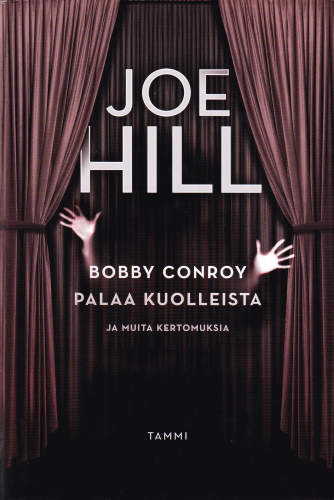 JOE
HILL
BOBBY CONROY
PALAA KUOLLEISTA
JA MUITA KERTOMUKSIA
TAMMI